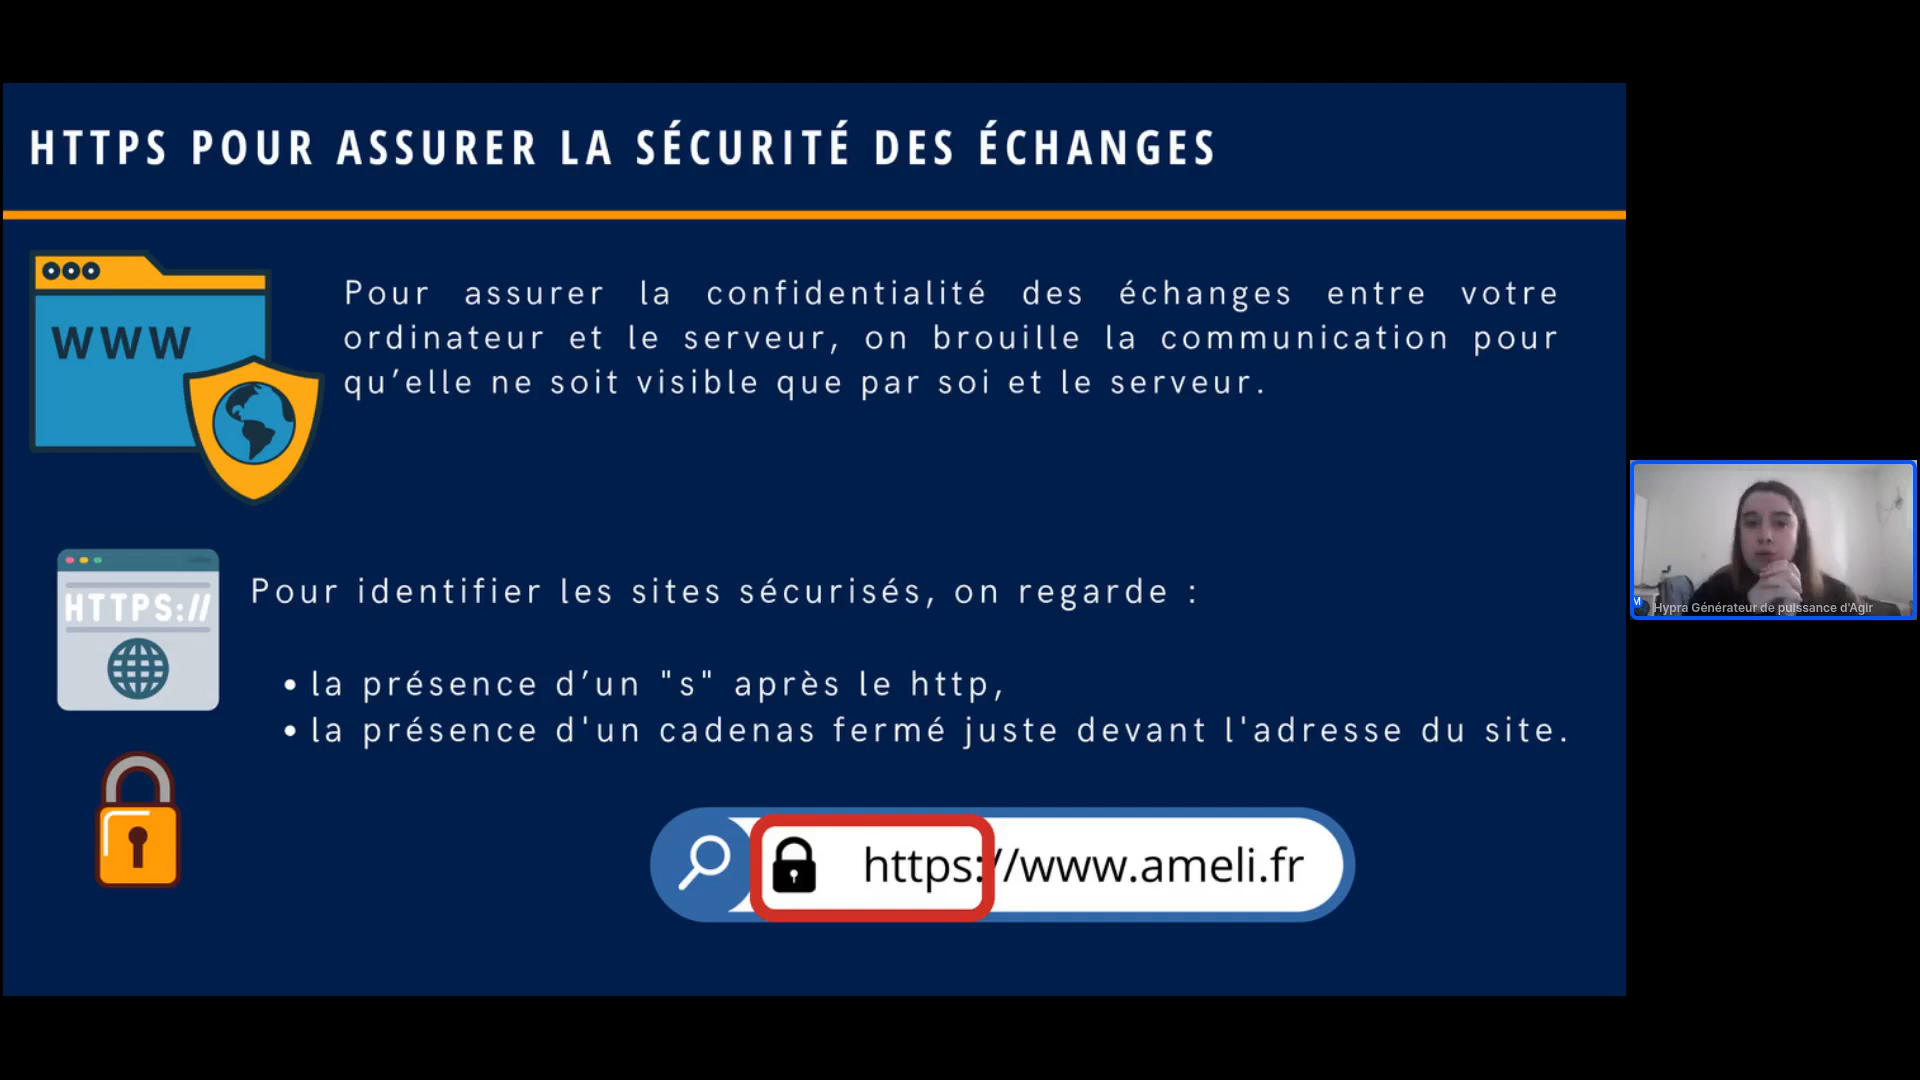 HTTPS POUR ASSURER LA SÉCURITÉ DES ÉCHANGES
WWW
Pour assurer la confidentialité des échanges entre votre
ordinateur et le serveur, on brouille la communication pour
qu’elle ne soit visible que par soi et le serveur.
HTTPS://
Pour identifier les sites sécurisés, on regarde :
• la présence d’un "s" après le http,
• la présence d'un cadenas fermé juste devant l'adresse du site.
https://www.ameli.fr
M
Hypra Générateur de puissance d'Agir